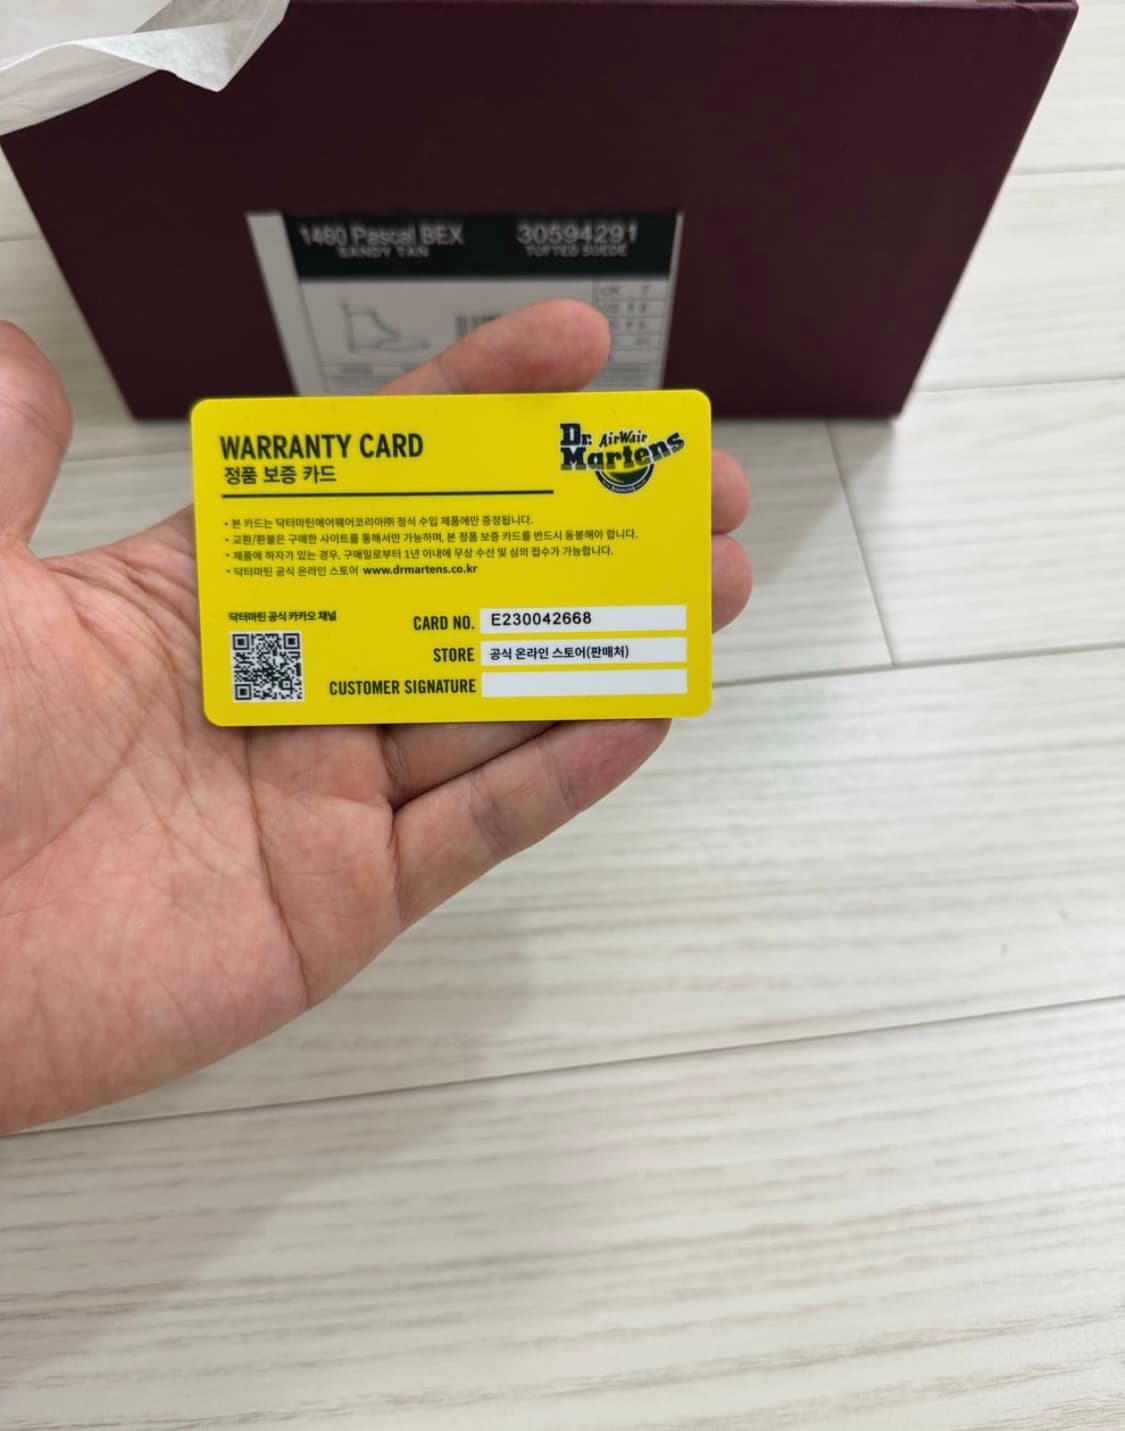 1460 Pascal BEX 30594291
SANDY TAN TUFTED SUEDE
WARRANTY CARD
정품 보증 카드
Dr. AirWair
Martens
• 본 카드는 닥터마틴에어웨어코리아㈜ 정식 수입 제품에만 증정됩니다.
• 교환/환불은 구매한 사이트를 통해서만 가능하며, 본 정품 보증 카드를 반드시 동봉해야 합니다.
• 제품에 하자가 있는 경우, 구매일로부터 1년 이내에 무상 수선 및 심의 접수가 가능합니다.
• 닥터마틴 공식 온라인 스토어 www.drmartens.co.kr
닥터마틴 공식 카카오 채널
CARD NO. E230042668
STORE 공식 온라인 스토어(판매처)
CUSTOMER SIGNATURE